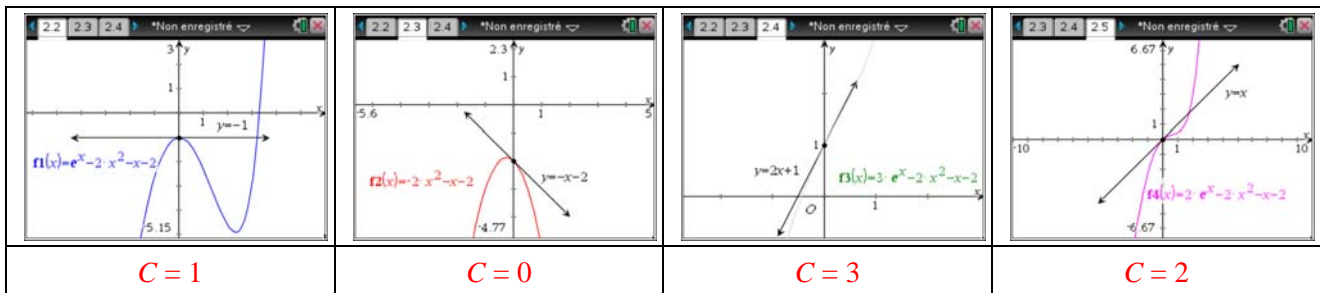 2.2 2.3 2.4 *Non enregistré
3 y
1
x
1 y=-1
f1(x)=e^x-2·x^2-x-2
-5.15
C = 1
2.2 2.3 2.4 *Non enregistré
2.3 y
1
x
-5.6 1 5
f2(x)=-2·x^2-x-2
y=-x-2
-4.77
C = 0
2.2 2.3 2.4 *Non enregistré
y
1
y=2x+1
f3(x)=3·e^x-2·x^2-x-2
x
O 1
C = 3
2.3 2.4 2.5 *Non enregistré
6.67 y
y=x
1
x
-10 1 10
f4(x)=2·e^x-2·x^2-x-2
-6.67
C = 2